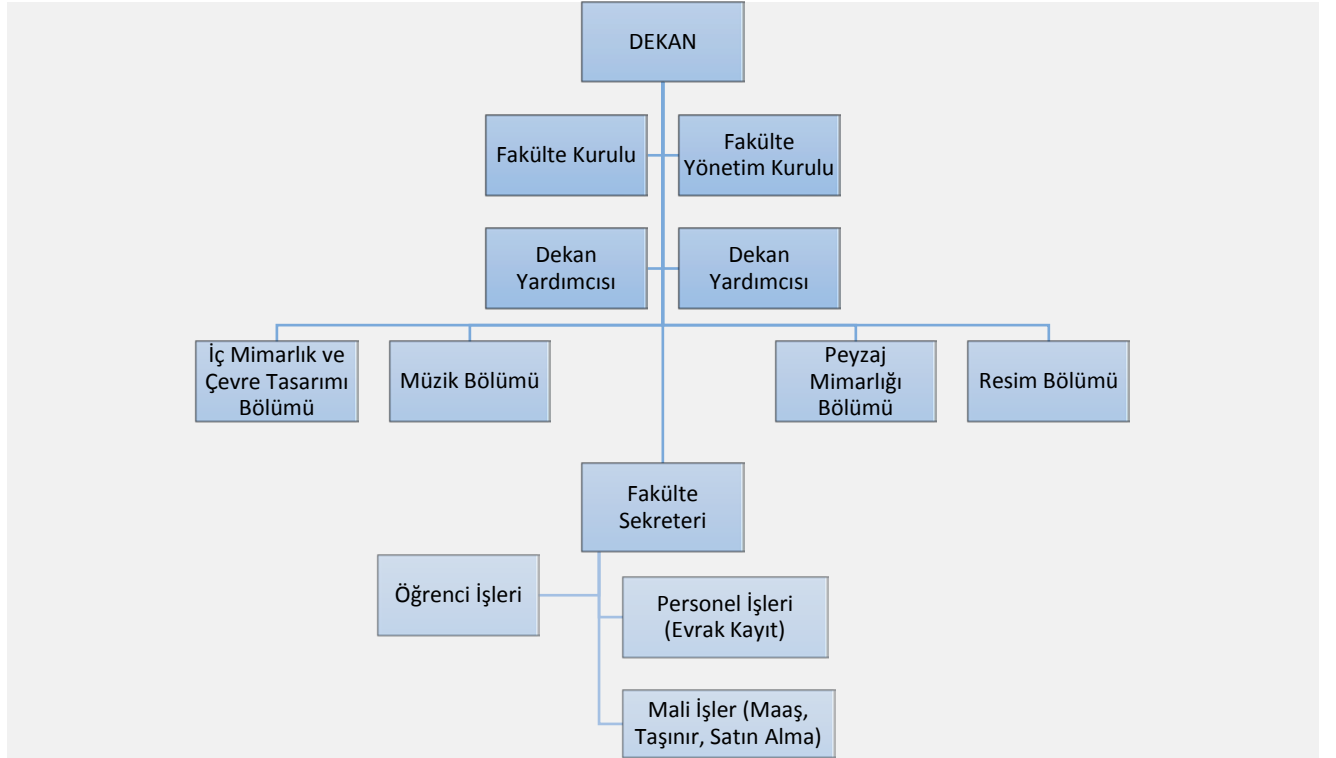 DEKAN
Fakülte Kurulu
Fakülte
Yönetim Kurulu
Dekan
Yardımcısı
Dekan
Yardımcısı
İç Mimarlık ve
Çevre Tasarımı
Bölümü
Müzik Bölümü
Peyzaj
Mimarlığı
Bölümü
Resim Bölümü
Fakülte
Sekreteri
Öğrenci İşleri
Personel İşleri
(Evrak Kayıt)
Mali İşler (Maaş,
Taşınır, Satın Alma)